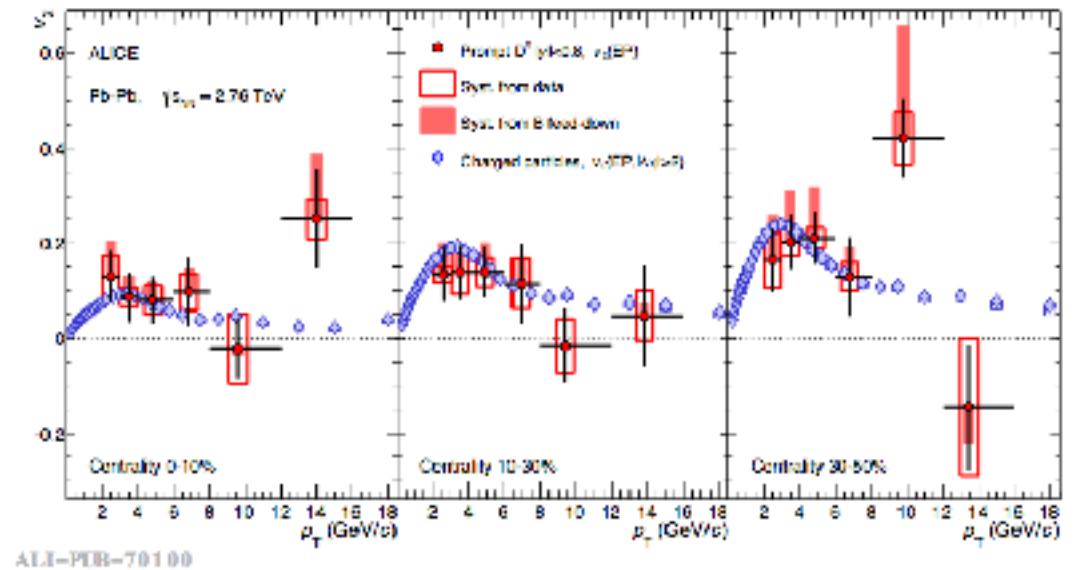 v₂
0.6
0.4
0.2
0
-0.2
ALICE
Pb-Pb, √s_NN = 2.76 TeV
Centrality 0-10%
2 4 6 8 10 12 14 16 18
p_T (GeV/c)
Prompt D⁰ |y|<0.8, v₂{EP}
Syst. from data
Syst. from B feed-down
Charged particles, v₂{EP, |Δη|>2}
Centrality 10-30%
2 4 6 8 10 12 14 16 18
p_T (GeV/c)
Centrality 30-50%
2 4 6 8 10 12 14 16 18
p_T (GeV/c)
ALI-PUB-70100